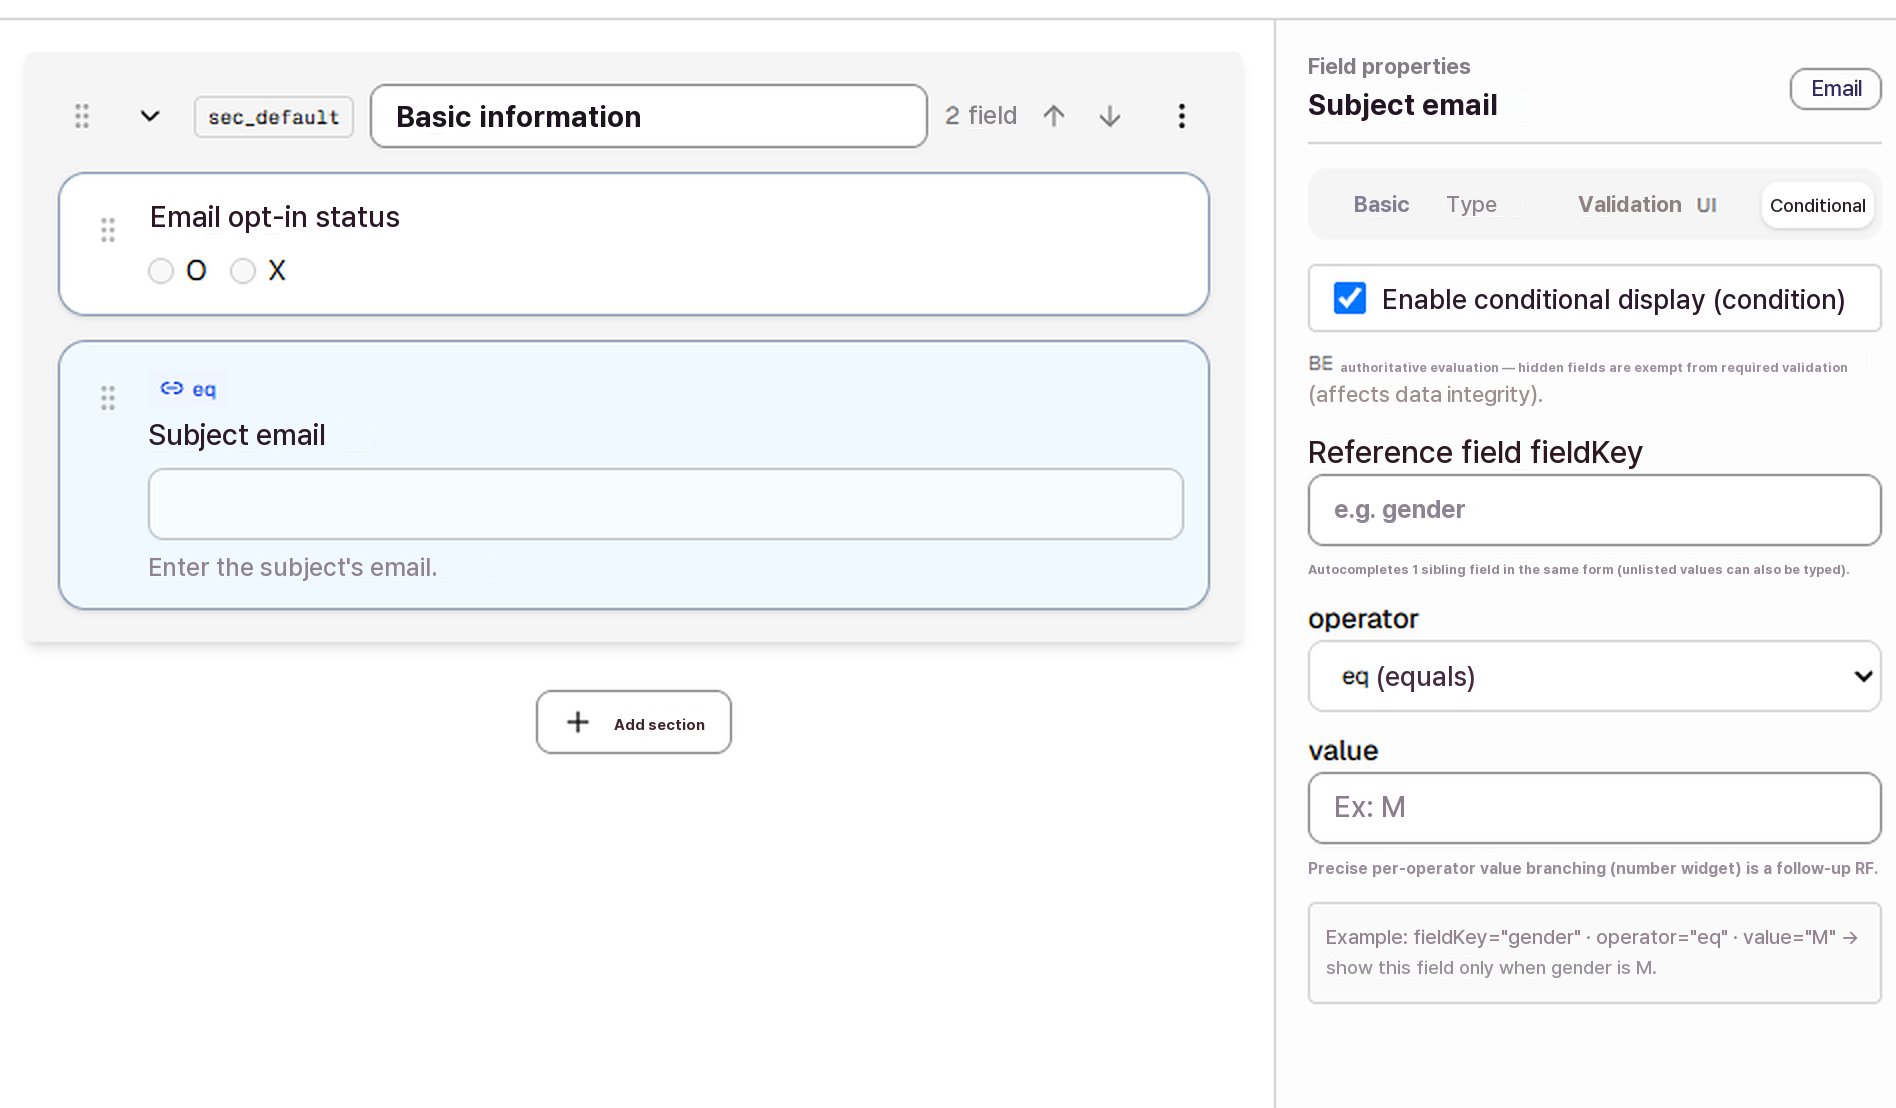 sec_default
Basic information
2 field
Email opt-in status
O
X
eq
Subject email
Enter the subject's email.
Add section
Field properties
Subject email
Email
Basic
Type
Validation
UI
Conditional
Enable conditional display (condition)
BE authoritative evaluation — hidden fields are exempt from required validation
(affects data integrity).
Reference field fieldKey
e.g. gender
Autocompletes 1 sibling field in the same form (unlisted values can also be typed).
operator
eq (equals)
value
Ex: M
Precise per-operator value branching (number widget) is a follow-up RF.
Example: fieldKey="gender" · operator="eq" · value="M" →
show this field only when gender is M.